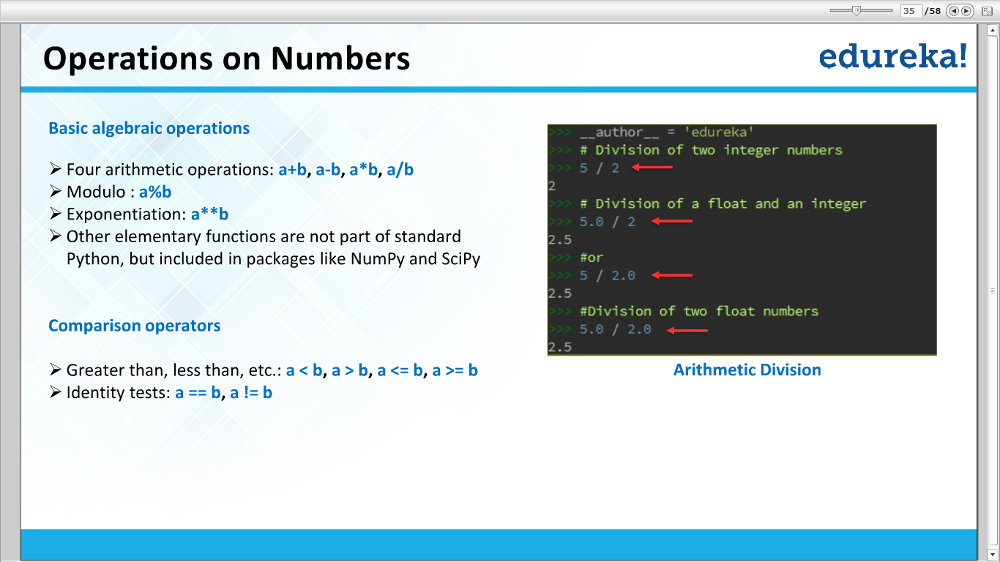 35 /58
Operations on Numbers
edureka!
Basic algebraic operations
➢ Four arithmetic operations: a+b, a-b, a*b, a/b
➢ Modulo : a%b
➢ Exponentiation: a**b
➢ Other elementary functions are not part of standard
Python, but included in packages like NumPy and SciPy
Comparison operators
➢ Greater than, less than, etc.: a < b, a > b, a <= b, a >= b
➢ Identity tests: a == b, a != b
>>> __author__ = 'edureka'
>>> # Division of two integer numbers
>>> 5 / 2
2
>>> # Division of a float and an integer
>>> 5.0 / 2
2.5
>>> #or
>>> 5 / 2.0
2.5
>>> #Division of two float numbers
>>> 5.0 / 2.0
2.5
Arithmetic Division